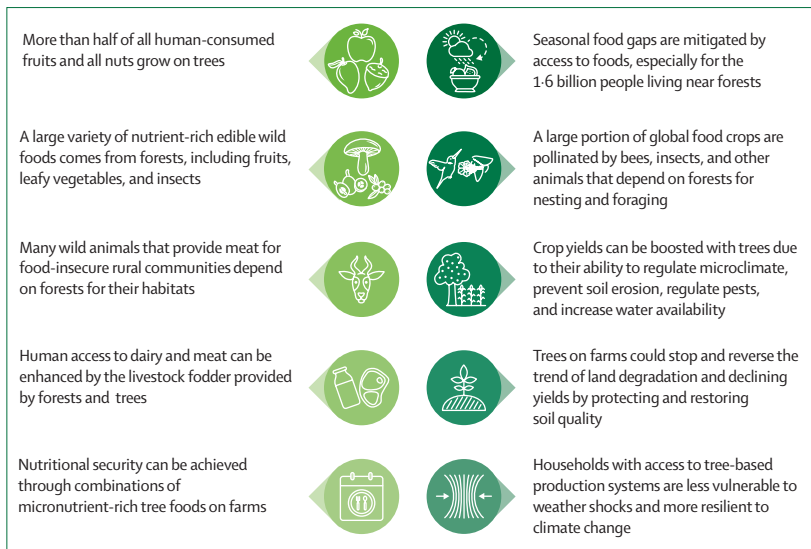 More than half of all human-consumed
fruits and all nuts grow on trees
Seasonal food gaps are mitigated by
access to foods, especially for the
1·6 billion people living near forests
A large variety of nutrient-rich edible wild
foods comes from forests, including fruits,
leafy vegetables, and insects
A large portion of global food crops are
pollinated by bees, insects, and other
animals that depend on forests for
nesting and foraging
Many wild animals that provide meat for
food-insecure rural communities depend
on forests for their habitats
Crop yields can be boosted with trees due
to their ability to regulate microclimate,
prevent soil erosion, regulate pests,
and increase water availability
Human access to dairy and meat can be
enhanced by the livestock fodder provided
by forests and trees
Trees on farms could stop and reverse the
trend of land degradation and declining
yields by protecting and restoring
soil quality
Nutritional security can be achieved
through combinations of
micronutrient-rich tree foods on farms
Households with access to tree-based
production systems are less vulnerable to
weather shocks and more resilient to
climate change